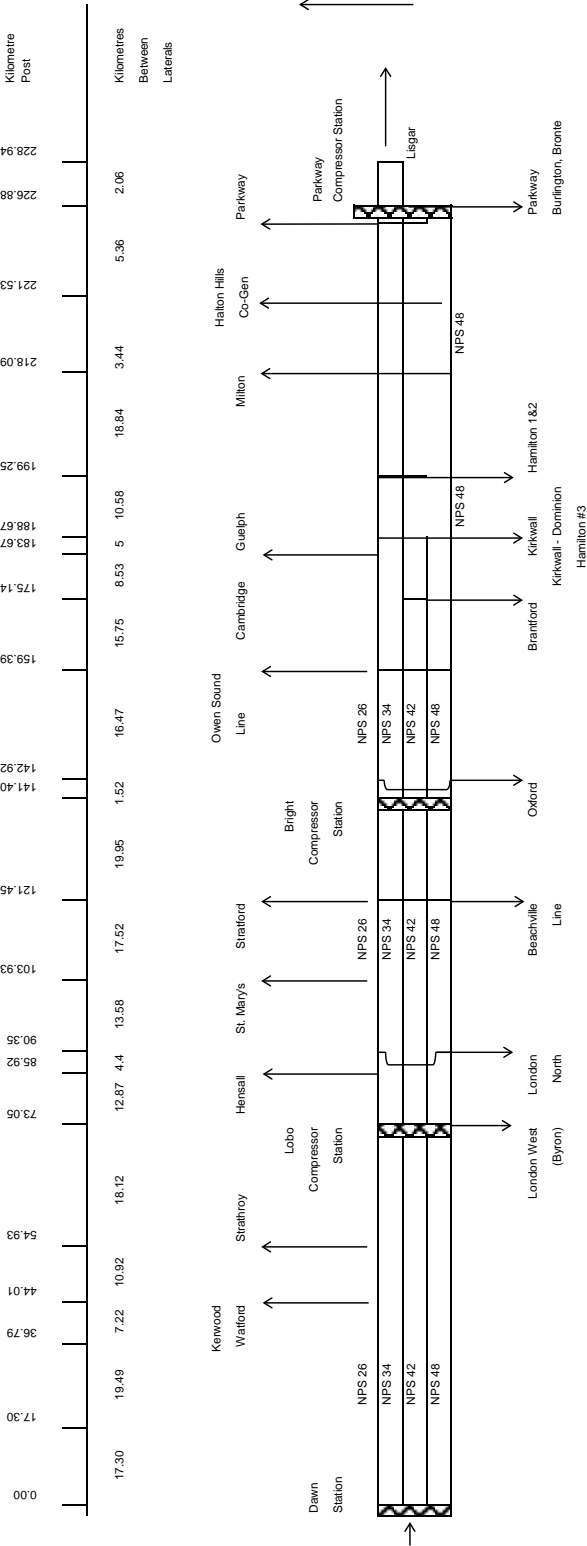 Kilometre
Post
0.00
17.30
36.79
44.01
54.93
73.05
85.92
90.35
103.93
121.45
141.40
142.92
159.39
175.14
183.67
188.67
199.25
218.09
221.53
226.88
228.94
Kilometres
Between
Laterals
17.30
19.49
7.22
10.92
18.12
12.87
4.4
13.58
17.52
19.95
1.52
16.47
15.75
8.53
5
10.58
18.84
3.44
5.36
2.06
Kerwood
Watford
Strathroy
Hensall
St. Mary's
Stratford
Owen Sound
Line
Cambridge
Guelph
Milton
Halton Hills
Co-Gen
Parkway
Dawn
Station
Lobo
Compressor
Station
Bright
Compressor
Station
Parkway
Compressor Station
Lisgar
NPS 26
NPS 34
NPS 42
NPS 48
NPS 26
NPS 34
NPS 42
NPS 48
NPS 26
NPS 34
NPS 42
NPS 48
NPS 48
NPS 48
London West
(Byron)
London
North
Beachville
Line
Oxford
Brantford
Kirkwall
Kirkwall - Dominion
Hamilton #3
Hamilton 1&2
Parkway
Burlington, Bronte